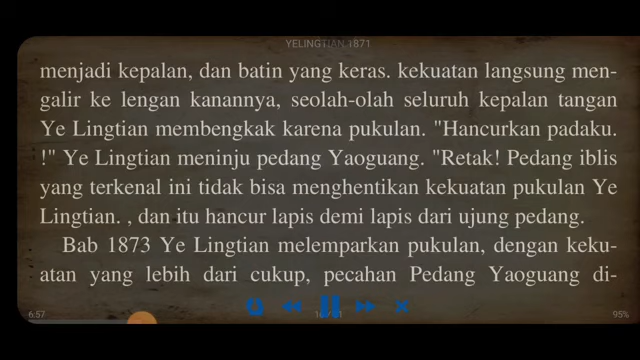 YELINGTIAN.1871
menjadi kepalan, dan batin yang keras. kekuatan langsung men-
galir ke lengan kanannya, seolah-olah seluruh kepalan tangan
Ye Lingtian membengkak karena pukulan. "Hancurkan padaku.
!" Ye Lingtian meninju pedang Yaoguang. "Retak! Pedang iblis
yang terkenal ini tidak bisa menghentikan kekuatan pukulan Ye
Lingtian. , dan itu hancur lapis demi lapis dari ujung pedang.
Bab 1873 Ye Lingtian melemparkan pukulan, dengan keku-
atan yang lebih dari cukup, pecahan Pedang Yaoguang di-
6:57
95%